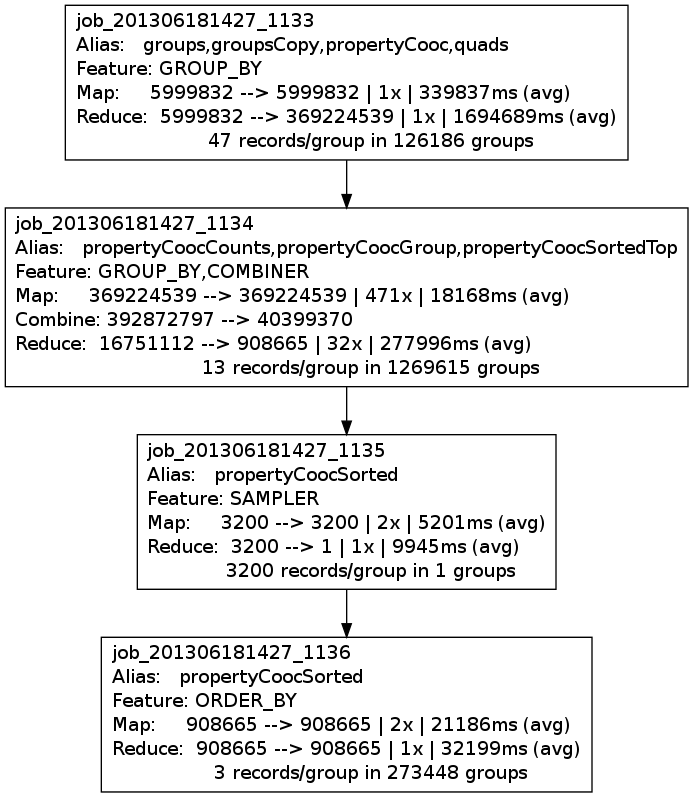 job_201306181427_1133
Alias: groups,groupsCopy,propertyCooc,quads
Feature: GROUP_BY
Map: 5999832 --> 5999832 | 1x | 339837ms (avg)
Reduce: 5999832 --> 369224539 | 1x | 1694689ms (avg)
47 records/group in 126186 groups
job_201306181427_1134
Alias: propertyCoocCounts,propertyCoocGroup,propertyCoocSortedTop
Feature: GROUP_BY,COMBINER
Map: 369224539 --> 369224539 | 471x | 18168ms (avg)
Combine: 392872797 --> 40399370
Reduce: 16751112 --> 908665 | 32x | 277996ms (avg)
13 records/group in 1269615 groups
job_201306181427_1135
Alias: propertyCoocSorted
Feature: SAMPLER
Map: 3200 --> 3200 | 2x | 5201ms (avg)
Reduce: 3200 --> 1 | 1x | 9945ms (avg)
3200 records/group in 1 groups
job_201306181427_1136
Alias: propertyCoocSorted
Feature: ORDER_BY
Map: 908665 --> 908665 | 2x | 21186ms (avg)
Reduce: 908665 --> 908665 | 1x | 32199ms (avg)
3 records/group in 273448 groups